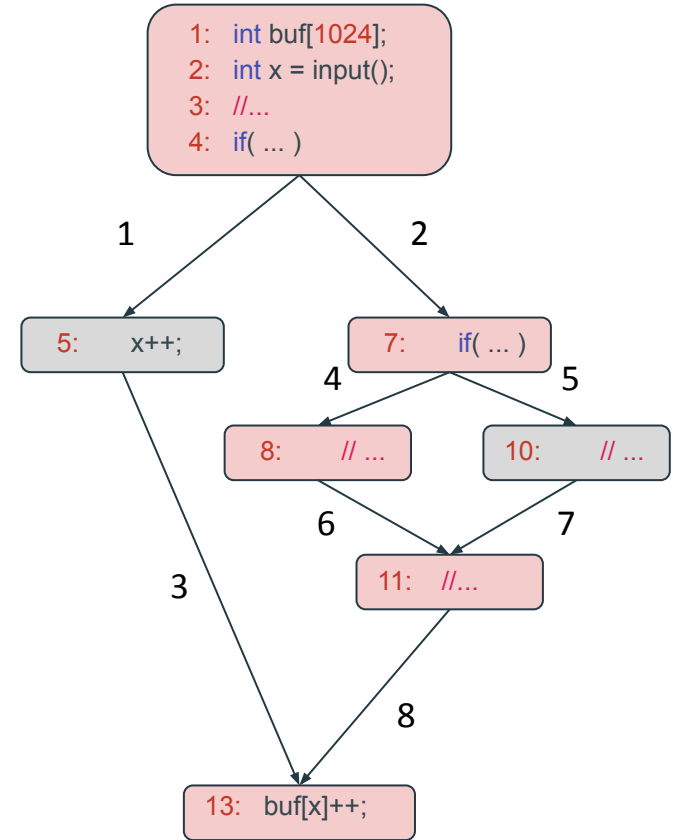 1: int buf[1024];
2: int x = input();
3: //...
4: if( ... )
1
2
5: x++;
7: if( ... )
4
5
8: // ...
10: // ...
6
7
3
11: //...
8
13: buf[x]++;